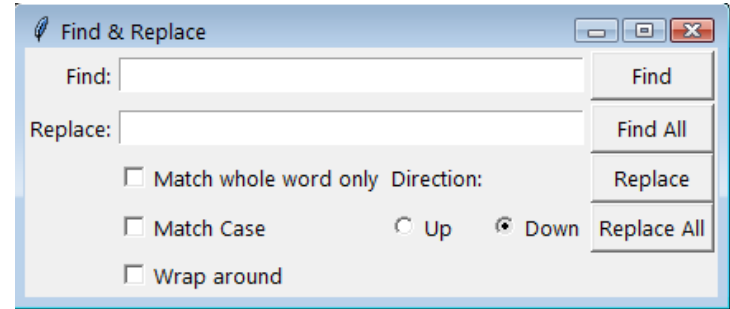 Find & Replace
Find: Find
Replace: Find All
Match whole word only Direction: Replace
Match Case Up Down Replace All
Wrap around